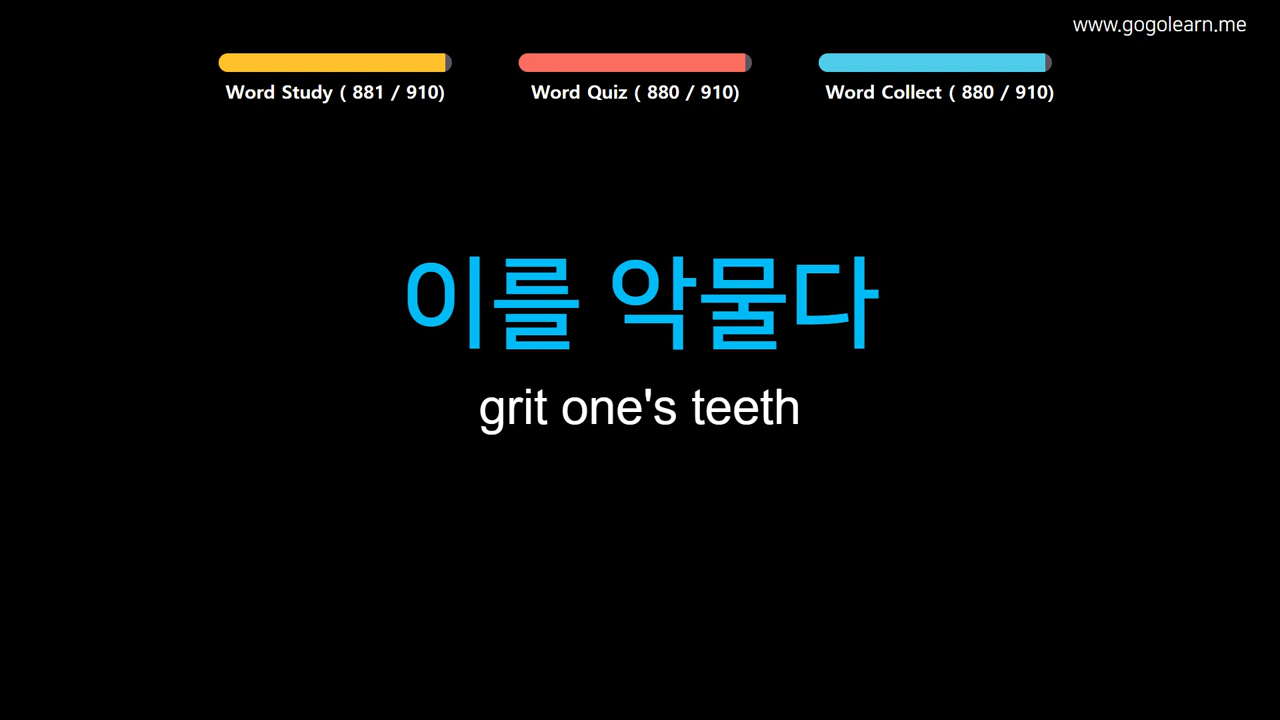 www.gogolearn.me
Word Study ( 881 / 910)
Word Quiz ( 880 / 910)
Word Collect ( 880 / 910)
이를 악물다
grit one's teeth